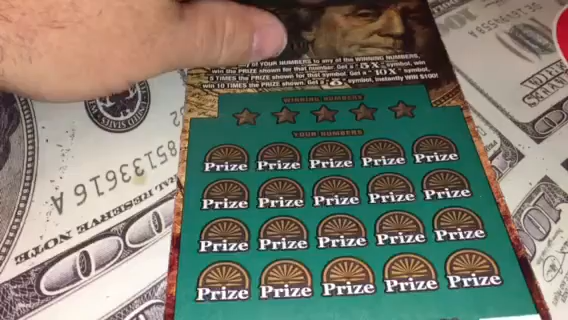 any of YOUR NUMBERS to any of the WINNING NUMBERS,
win the PRIZE shown for that number. Get a "5X" symbol, win
5 TIMES the PRIZE shown for that symbol. Get a "10X" symbol,
win 10 TIMES the PRIZE shown. Get a symbol, instantly WIN $100!
WINNING NUMBERS
YOUR NUMBERS
Prize Prize Prize Prize Prize
Prize Prize Prize Prize Prize
Prize Prize Prize Prize Prize
Prize Prize Prize Prize Prize
85133616A
RESERVE NOTE
100